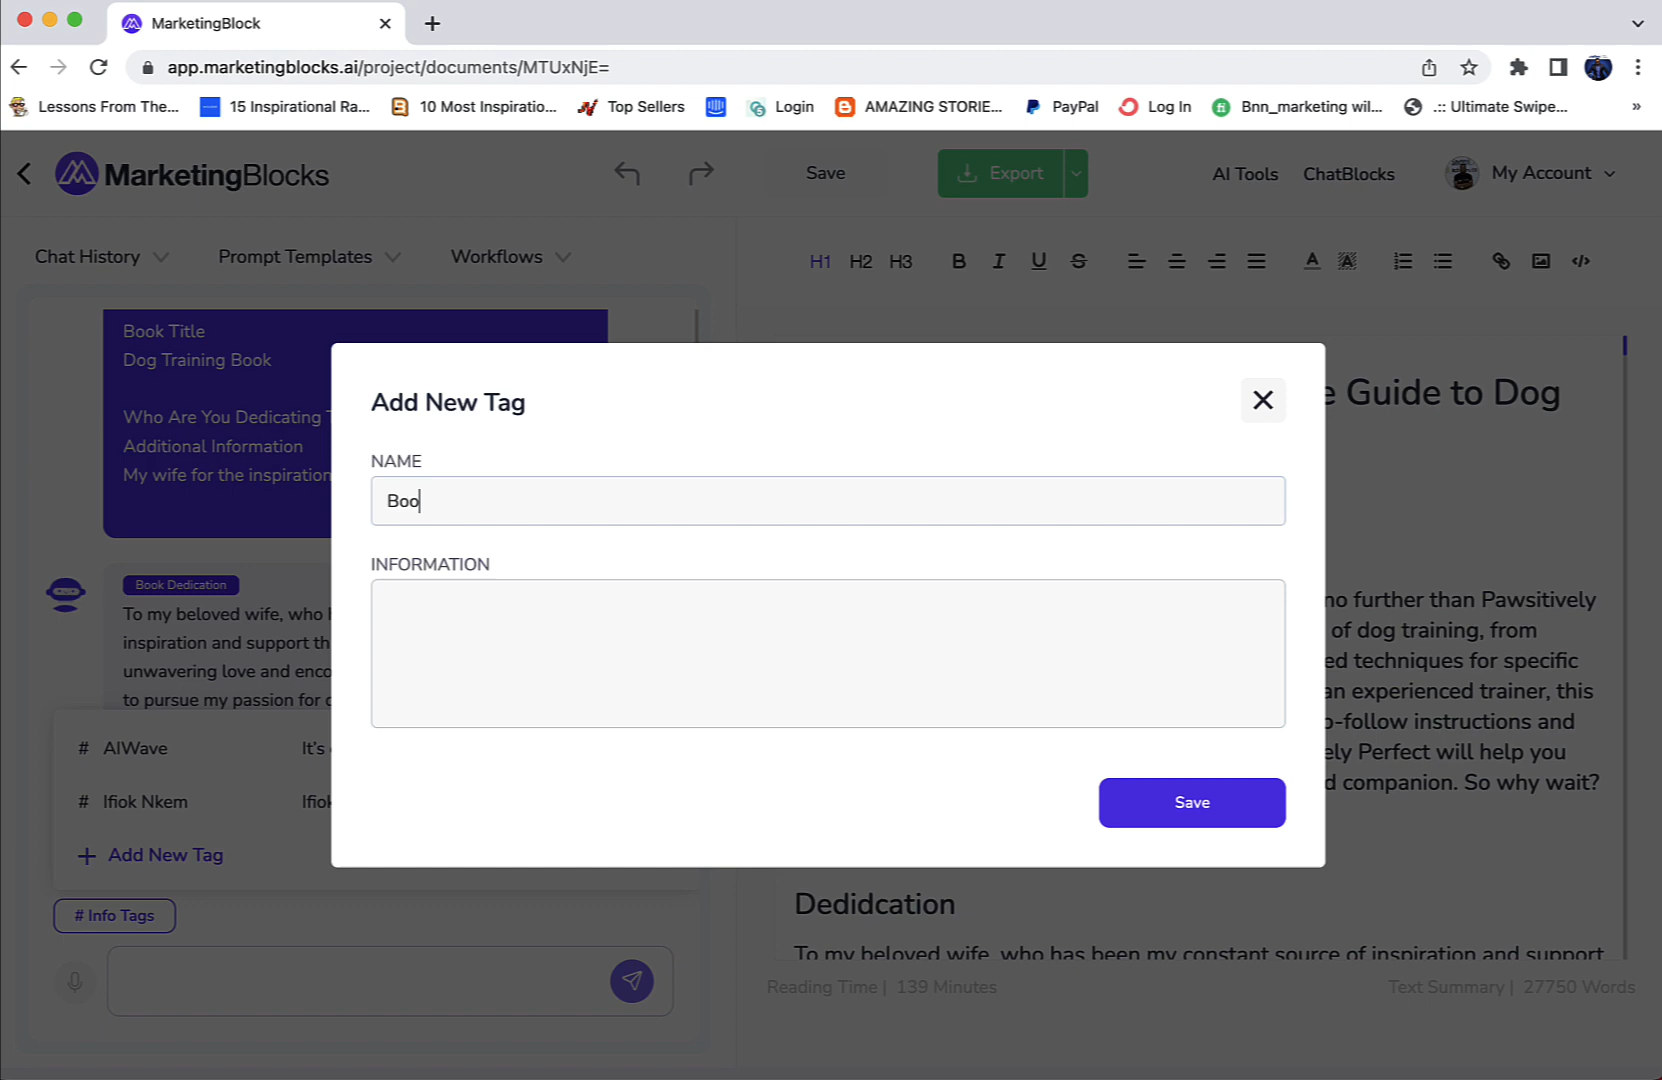 MarketingBlock
app.marketingblocks.ai/project/documents/MTUxNjE=
Lessons From The...
15 Inspirational Ra...
10 Most Inspiratio...
Top Sellers
Login
AMAZING STORIE...
PayPal
Log In
Bnn_marketing wil...
.:: Ultimate Swipe...
»
MarketingBlocks
Save
Export
AI Tools
ChatBlocks
My Account
Chat History
Prompt Templates
Workflows
H1 H2 H3 B I U S A A
Book Title
Dog Training Book
Who Are You Dedicating
Additional Information
My wife for the inspiration
Book Dedication
To my beloved wife, who
inspiration and support th
unwavering love and enco
to pursue my passion for
# AIWave It's
# Ifiok Nkem Ifiok
+ Add New Tag
# Info Tags
Add New Tag
NAME
Boo
INFORMATION
Save
e Guide to Dog
no further than Pawsitively
of dog training, from
ed techniques for specific
an experienced trainer, this
o-follow instructions and
ely Perfect will help you
d companion. So why wait?
Dedidcation
To my beloved wife, who has been my constant source of inspiration and support
Reading Time | 139 Minutes
Text Summary | 27750 Words